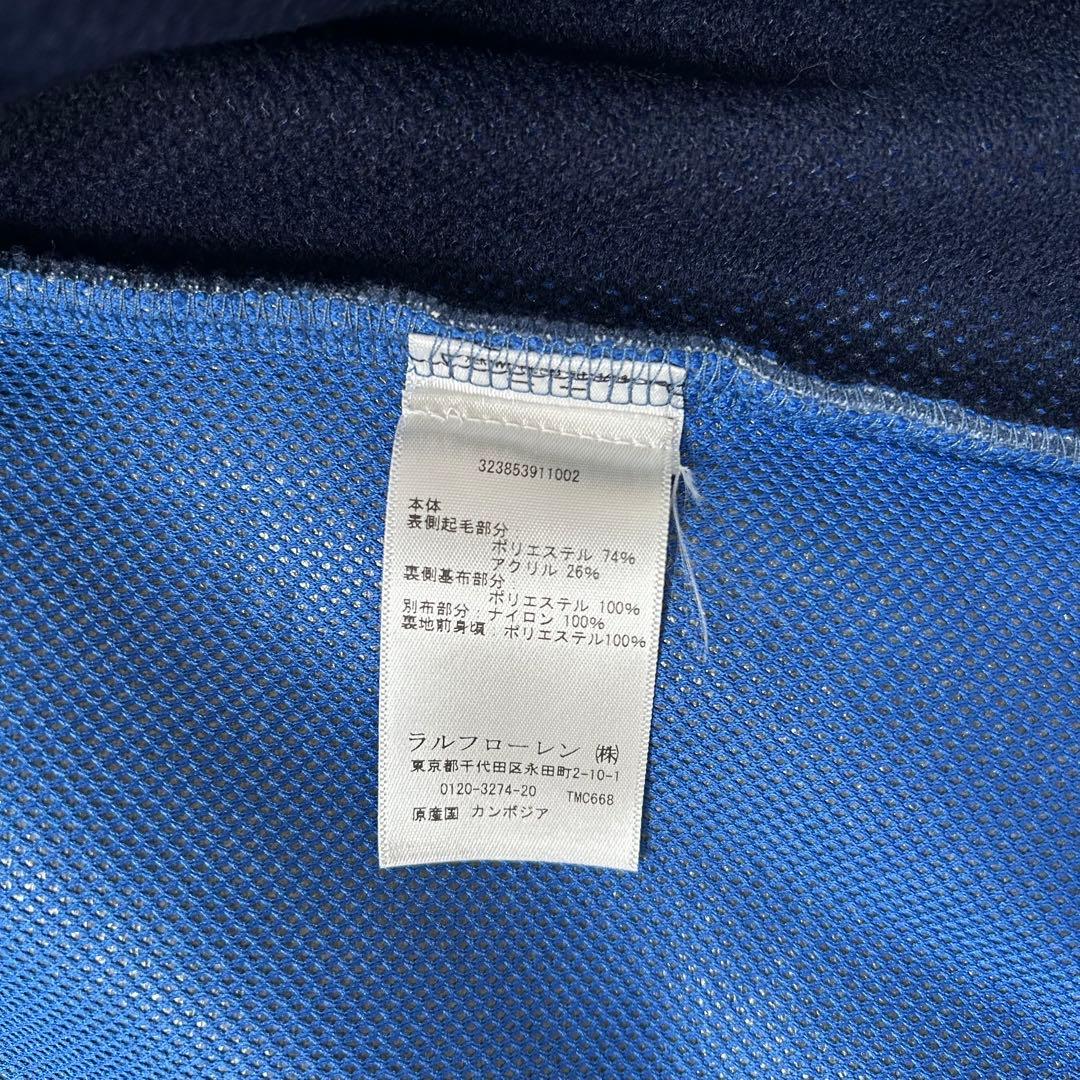 323853911002
本体
表側起毛部分
ポリエステル 74%
アクリル 26%
裏側基布部分
ポリエステル 100%
別布部分：ナイロン 100%
裏地前身頃：ポリエステル100%
ラルフローレン ㈱
東京都千代田区永田町2-10-1
0120-3274-20 TMC668
原産国 カンボジア